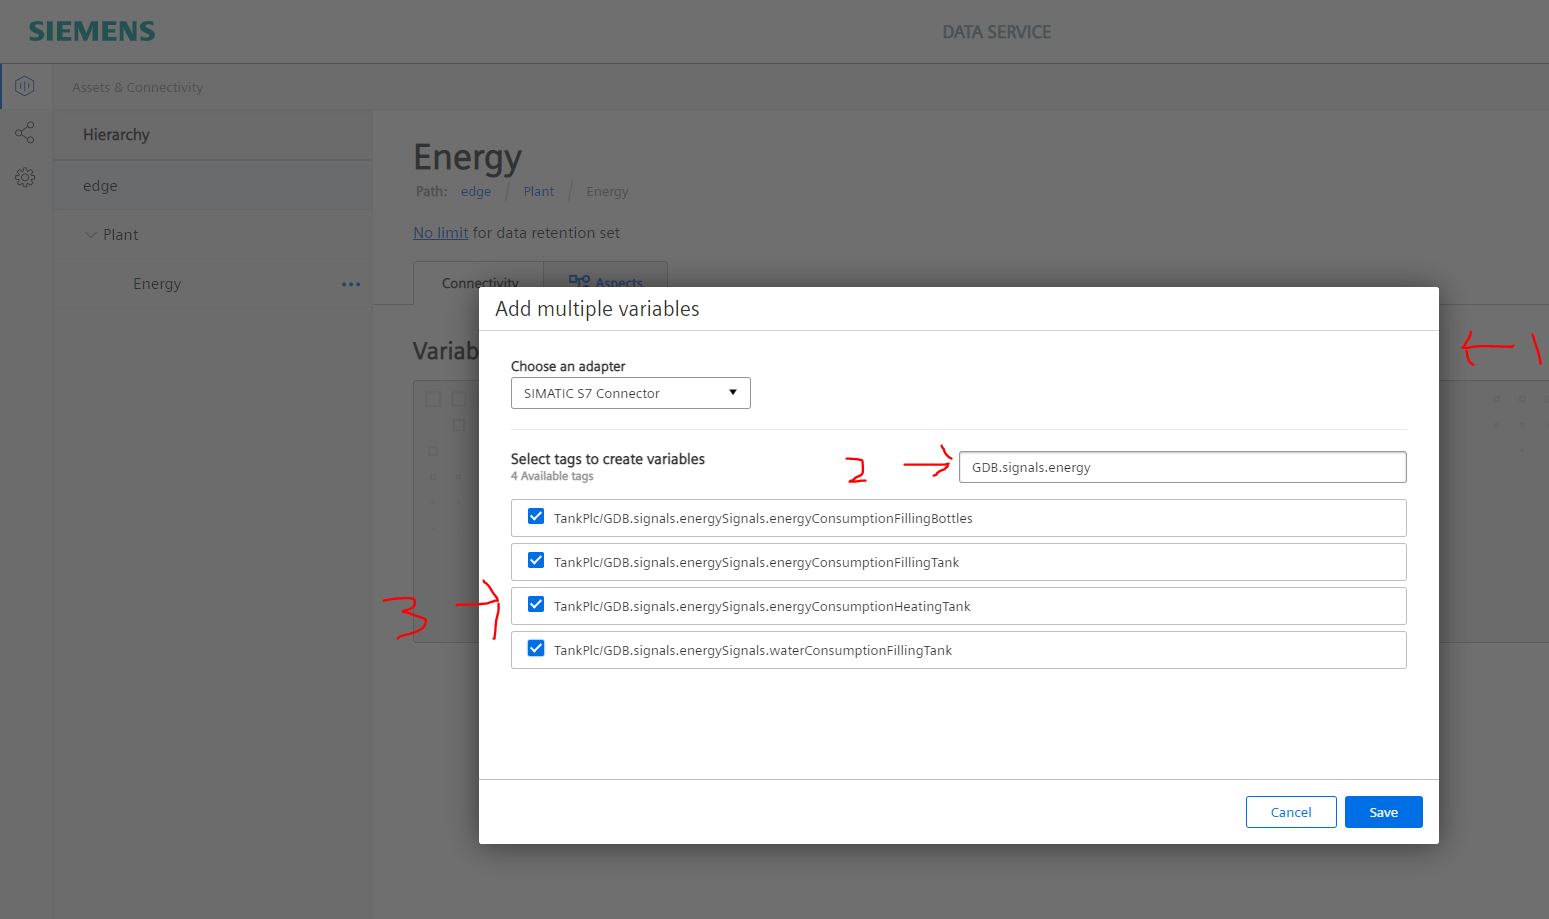 SIEMENS
DATA SERVICE
Assets & Connectivity
Hierarchy
edge
Plant
Energy
Energy
Path: edge / Plant / Energy
No limit for data retention set
Connectivity
Aspects
Variab
Add multiple variables
1
Choose an adapter
SIMATIC S7 Connector
Select tags to create variables
4 Available tags
2
GDB.signals.energy
TankPlc/GDB.signals.energySignals.energyConsumptionFillingBottles
TankPlc/GDB.signals.energySignals.energyConsumptionFillingTank
3
TankPlc/GDB.signals.energySignals.energyConsumptionHeatingTank
TankPlc/GDB.signals.energySignals.waterConsumptionFillingTank
Cancel
Save